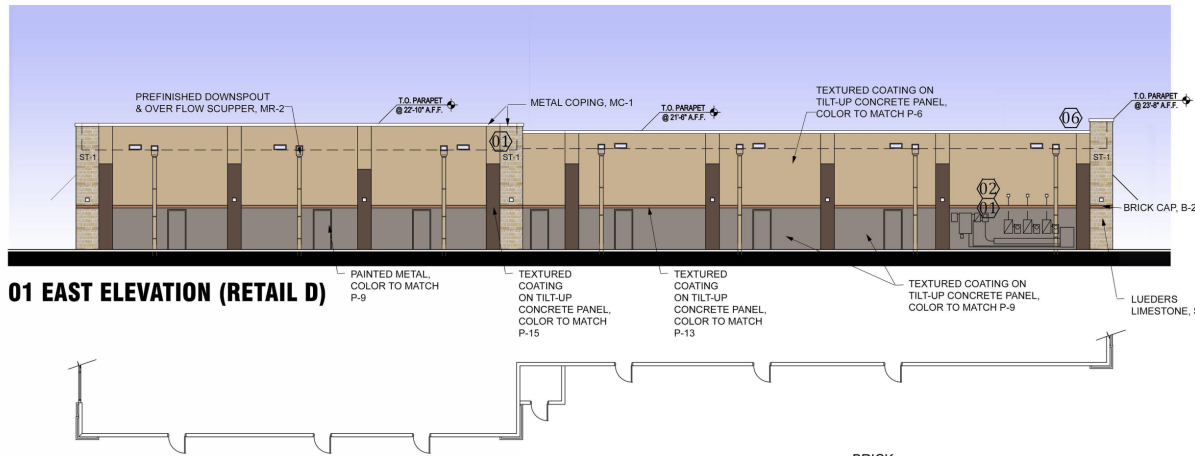 PREFINISHED DOWNSPOUT
& OVER FLOW SCUPPER, MR-2
T.O. PARAPET
@ 22'-10" A.F.F.
METAL COPING, MC-1
T.O. PARAPET
@ 21'-6" A.F.F.
TEXTURED COATING ON
TILT-UP CONCRETE PANEL,
COLOR TO MATCH P-6
T.O. PARAPET
@ 23'-8" A.F.F.
06
01
ST-1
ST-1
ST-1
02
01
BRICK CAP, B-2
PAINTED METAL,
COLOR TO MATCH
P-9
TEXTURED
COATING
ON TILT-UP
CONCRETE PANEL,
COLOR TO MATCH
P-15
TEXTURED
COATING
ON TILT-UP
CONCRETE PANEL,
COLOR TO MATCH
P-13
TEXTURED COATING ON
TILT-UP CONCRETE PANEL,
COLOR TO MATCH P-9
LUEDERS
LIMESTONE,
01 EAST ELEVATION (RETAIL D)